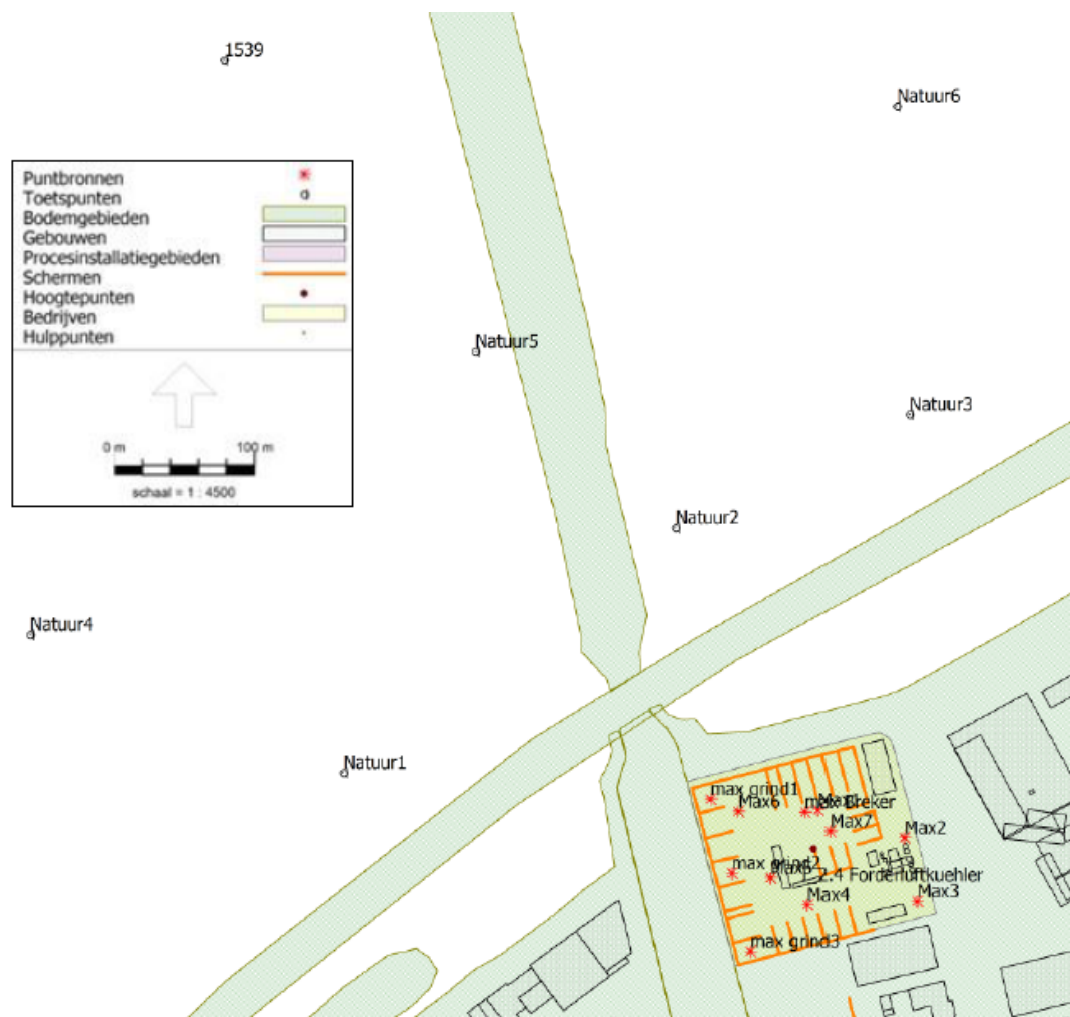 1539
Natuur6
Puntbronnen
Toetspunten
Bodemgebieden
Gebouwen
Procesinstallatiegebieden
Schermen
Hoogtepunten
Bedrijven
Hulppunten
0 m 100 m
schaal = 1 : 4500
Natuur5
Natuur3
Natuur2
Natuur4
Natuur1
max grind1
Max6
max Breker
Max7
Max2
max grind2
2.4 Forderluftkuehler
Max4
Max3
max grind3